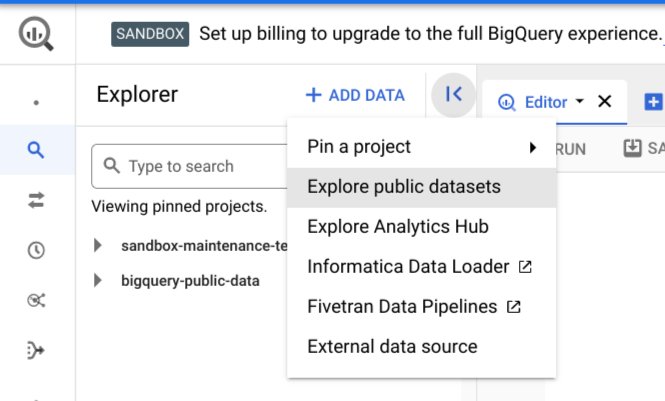 SANDBOX Set up billing to upgrade to the full BigQuery experience.
Explorer
+ ADD DATA
Editor
Type to search
Viewing pinned projects.
sandbox-maintenance-te
bigquery-public-data
Pin a project
Explore public datasets
Explore Analytics Hub
Informatica Data Loader
Fivetran Data Pipelines
External data source
RUN
SA